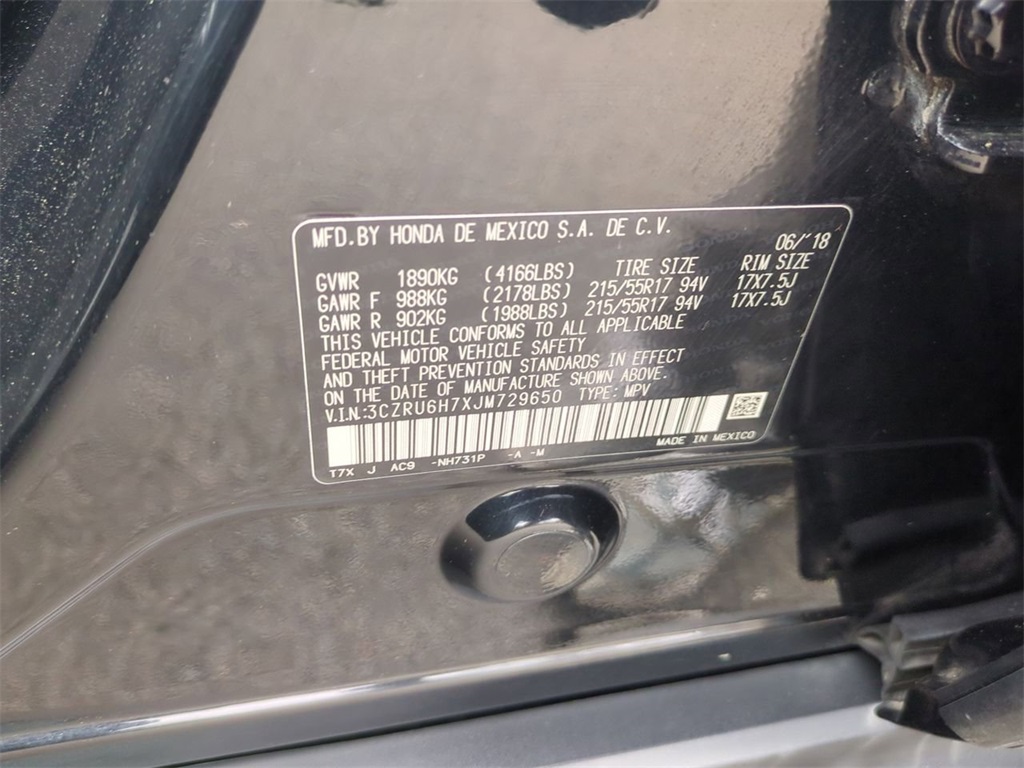 MFD.BY HONDA DE MEXICO S.A. DE C.V.
06/'18
GVWR 1890KG (4166LBS) TIRE SIZE RIM SIZE
GAWR F 988KG (2178LBS) 215/55R17 94V 17X7.5J
GAWR R 902KG (1988LBS) 215/55R17 94V 17X7.5J
THIS VEHICLE CONFORMS TO ALL APPLICABLE
FEDERAL MOTOR VEHICLE SAFETY
AND THEFT PREVENTION STANDARDS IN EFFECT
ON THE DATE OF MANUFACTURE SHOWN ABOVE.
V.I.N.:3CZRU6H7XJM729650 TYPE: MPV
MADE IN MEXICO
T7X J AC9 -NH731P -A -M